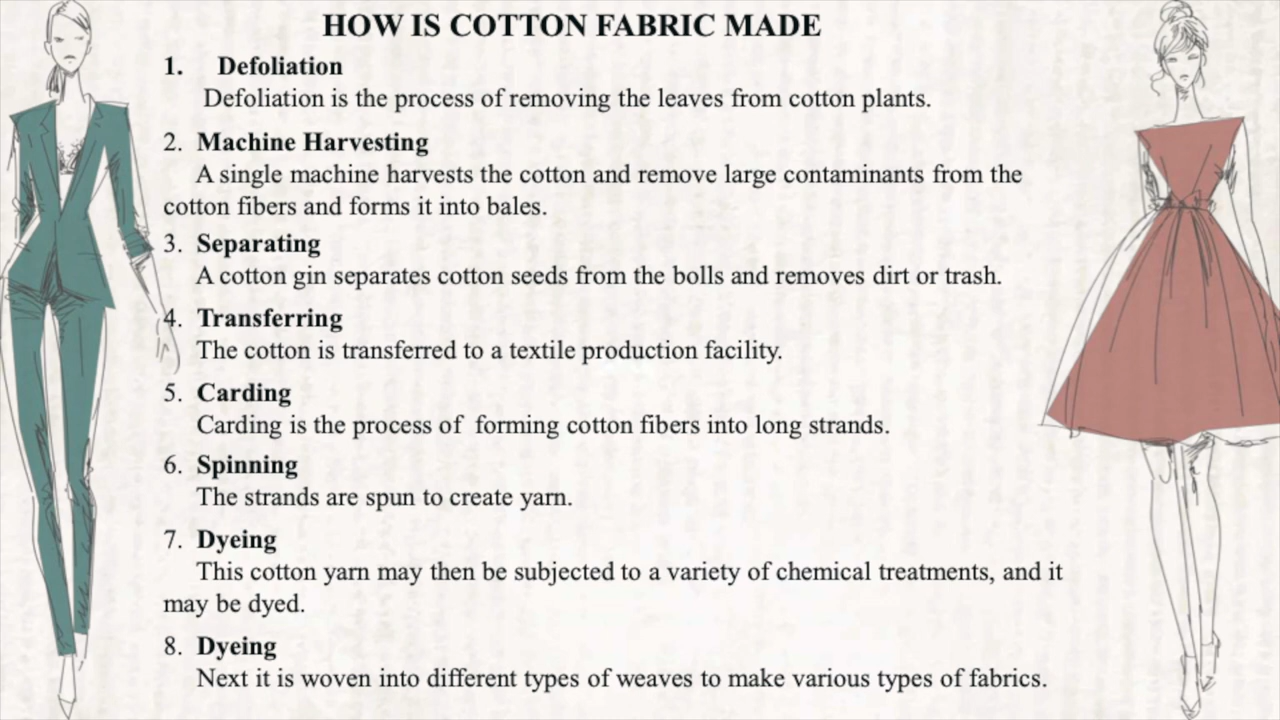 HOW IS COTTON FABRIC MADE
1. Defoliation
Defoliation is the process of removing the leaves from cotton plants.
2. Machine Harvesting
A single machine harvests the cotton and remove large contaminants from the
cotton fibers and forms it into bales.
3. Separating
A cotton gin separates cotton seeds from the bolls and removes dirt or trash.
4. Transferring
The cotton is transferred to a textile production facility.
5. Carding
Carding is the process of forming cotton fibers into long strands.
6. Spinning
The strands are spun to create yarn.
7. Dyeing
This cotton yarn may then be subjected to a variety of chemical treatments, and it
may be dyed.
8. Dyeing
Next it is woven into different types of weaves to make various types of fabrics.